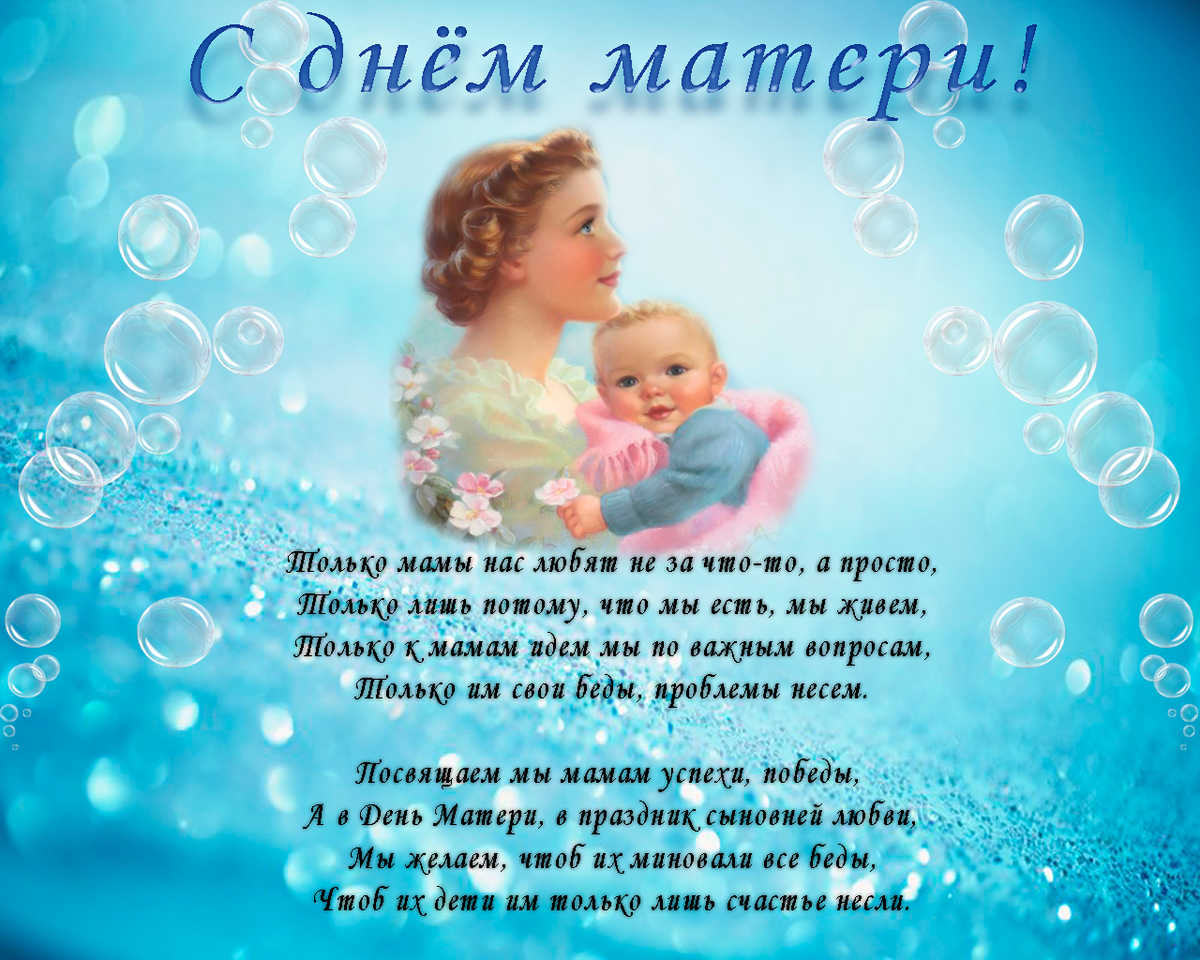 С днём матери!
Только мамы нас любят не за что-то, а просто,
Только лишь потому, что мы есть, мы живем,
Только к мамам идем мы по важным вопросам,
Только им свои беды, проблемы несем.
Посвящаем мы мамам успехи, победы,
А в День Матери, в праздник сыновней любви,
Мы желаем, чтоб их миновали все беды,
Чтоб их дети им только лишь счастье несли.